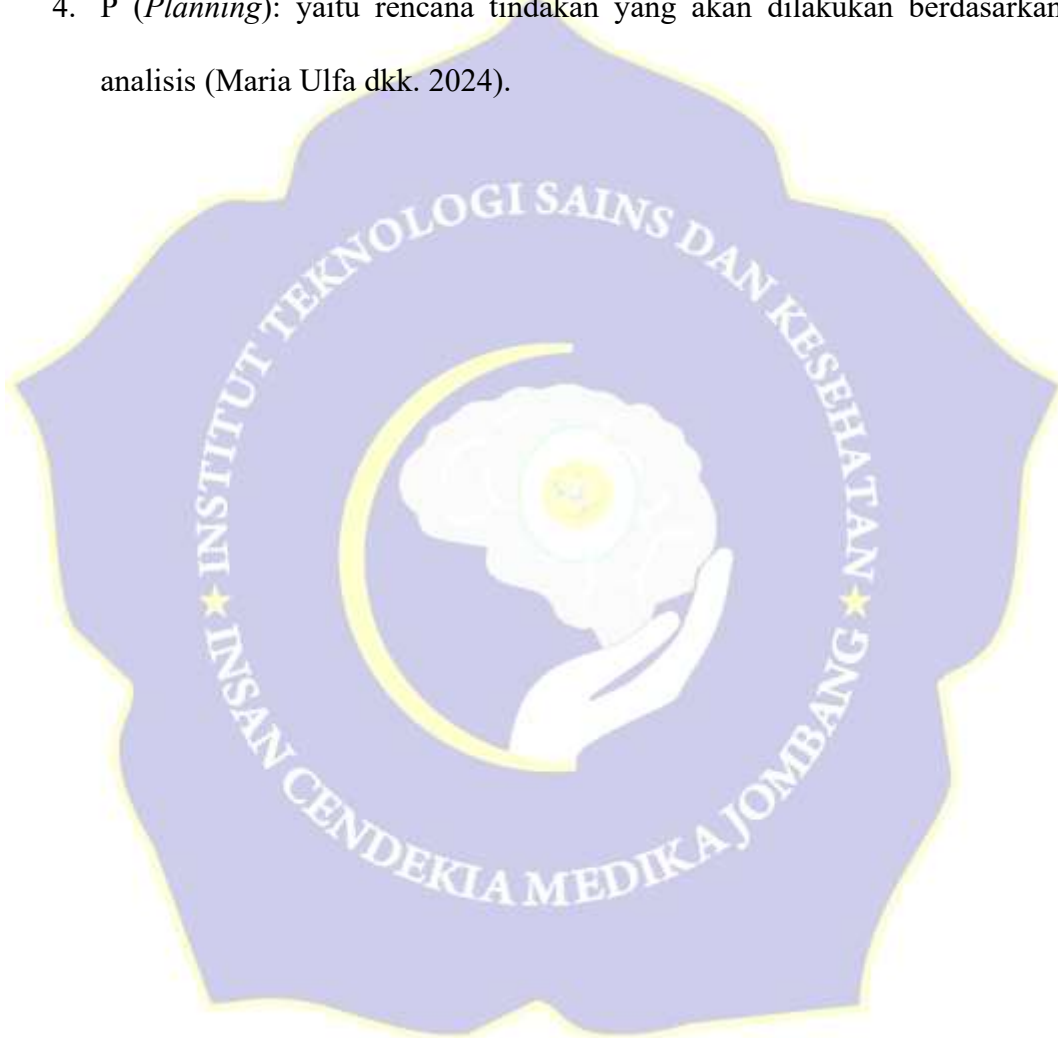 4. P (Planning): yaitu rencana tindakan yang akan dilakukan berdasarkan
analisis (Maria Ulfa dkk. 2024).
INSTITUT TEKNOLOGI SAINS DAN KESEHATAN
INSAN CENDEKIA MEDIKA JOMBANG